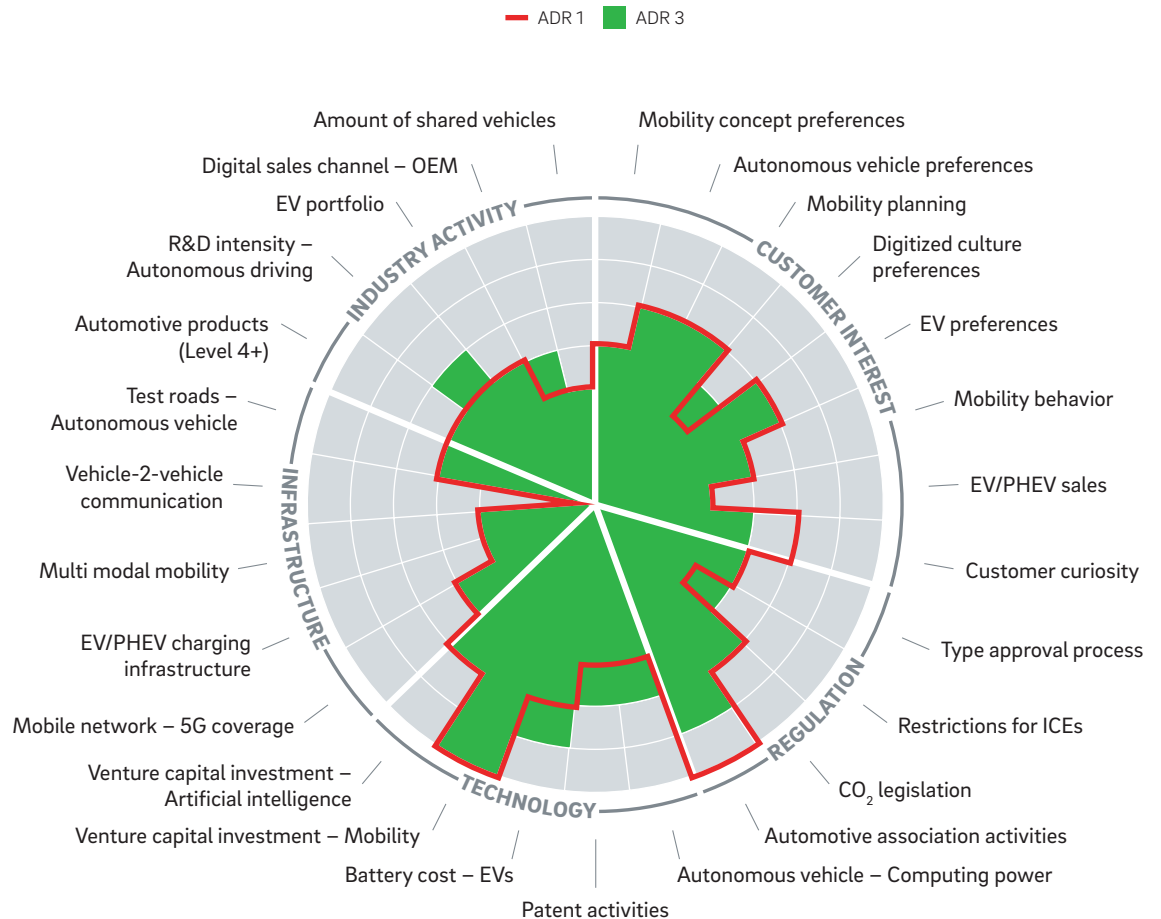 ADR 1
ADR 3
Amount of shared vehicles
Mobility concept preferences
Digital sales channel – OEM
Autonomous vehicle preferences
EV portfolio
Mobility planning
R&D intensity –
Autonomous driving
Digitized culture
preferences
Automotive products
(Level 4+)
EV preferences
Test roads –
Autonomous vehicle
Mobility behavior
Vehicle-2-vehicle
communication
EV/PHEV sales
Multi modal mobility
Customer curiosity
EV/PHEV charging
infrastructure
Type approval process
Mobile network – 5G coverage
Restrictions for ICEs
Venture capital investment –
Artificial intelligence
CO2 legislation
Venture capital investment – Mobility
Automotive association activities
Battery cost – EVs
Autonomous vehicle – Computing power
Patent activities
INDUSTRY ACTIVITY
CUSTOMER INTEREST
INFRASTRUCTURE
REGULATION
TECHNOLOGY